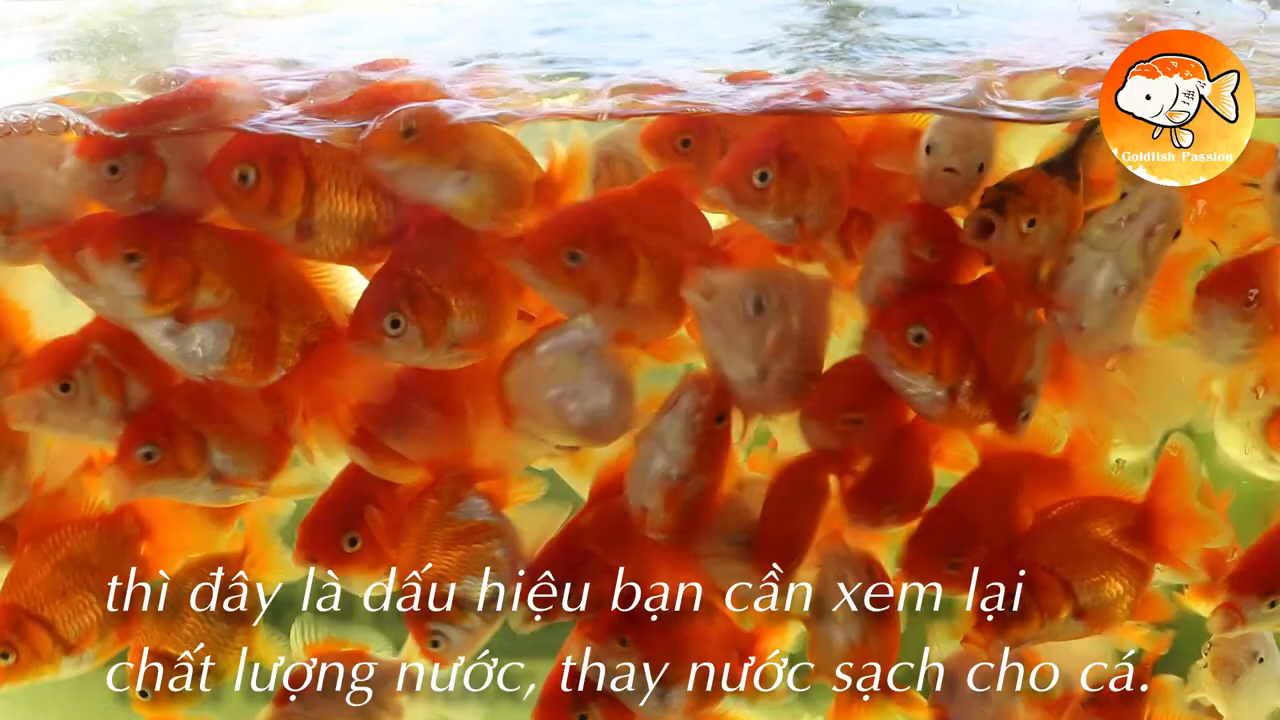 Goldfish Passion
thì đây là dấu hiệu bạn cần xem lại
chất lượng nước, thay nước sạch cho cá.